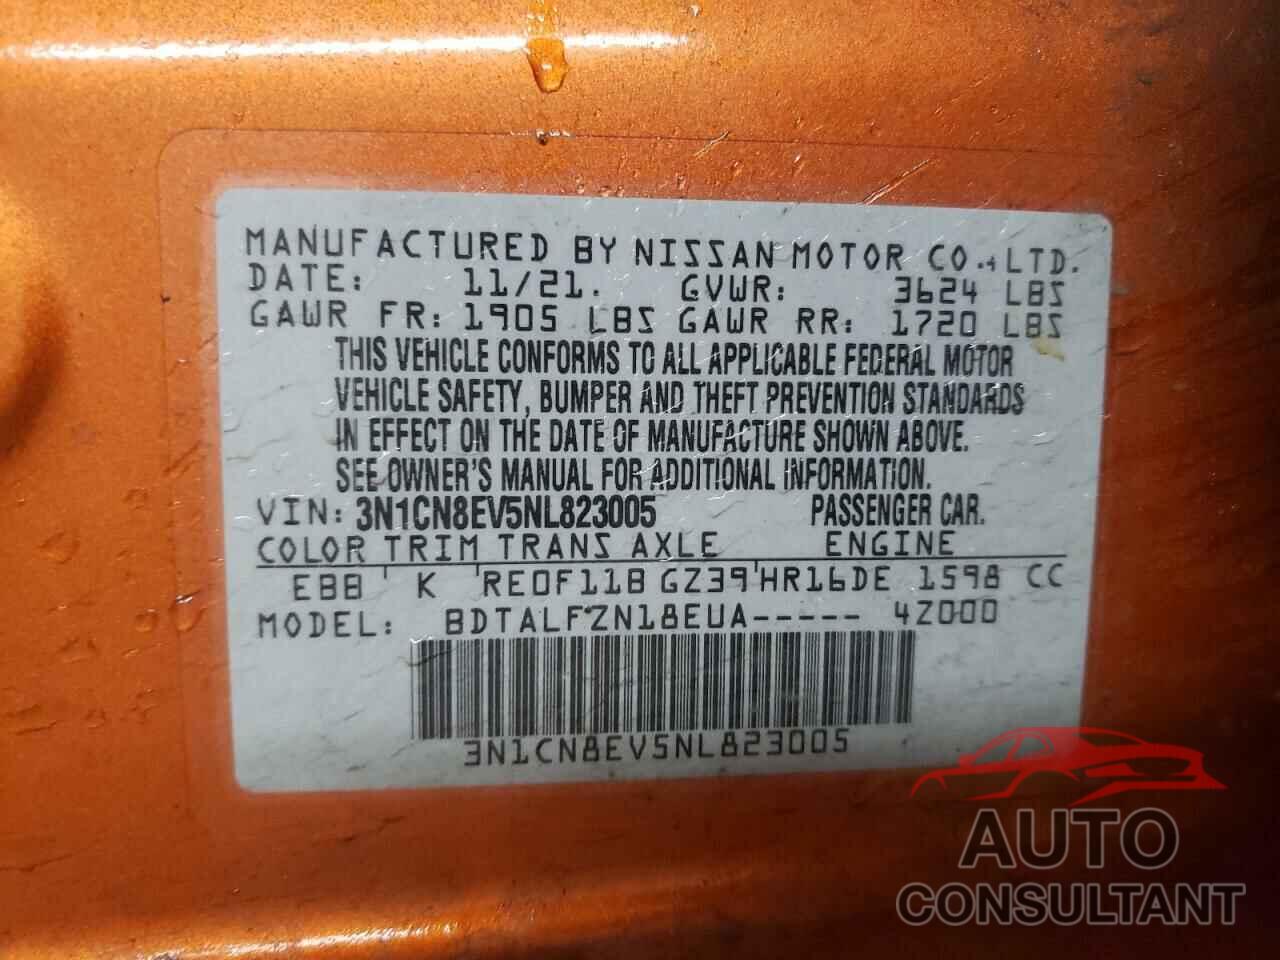 MANUFACTURED BY NISSAN MOTOR CO., LTD.
DATE: 11/21. GVWR: 3624 LBS
GAWR FR: 1905 LBS GAWR RR: 1720 LBS
THIS VEHICLE CONFORMS TO ALL APPLICABLE FEDERAL MOTOR
VEHICLE SAFETY, BUMPER AND THEFT PREVENTION STANDARDS
IN EFFECT ON THE DATE OF MANUFACTURE SHOWN ABOVE.
SEE OWNER'S MANUAL FOR ADDITIONAL INFORMATION.
VIN: 3N1CN8EV5NL823005 PASSENGER CAR.
COLOR TRIM TRANS AXLE ENGINE
EBB K RE0F11B GZ39 HR16DE 1598 CC
MODEL: BDTALFZN18EUA----- 4Z000
3N1CN8EV5NL823005
AUTO
CONSULTANT